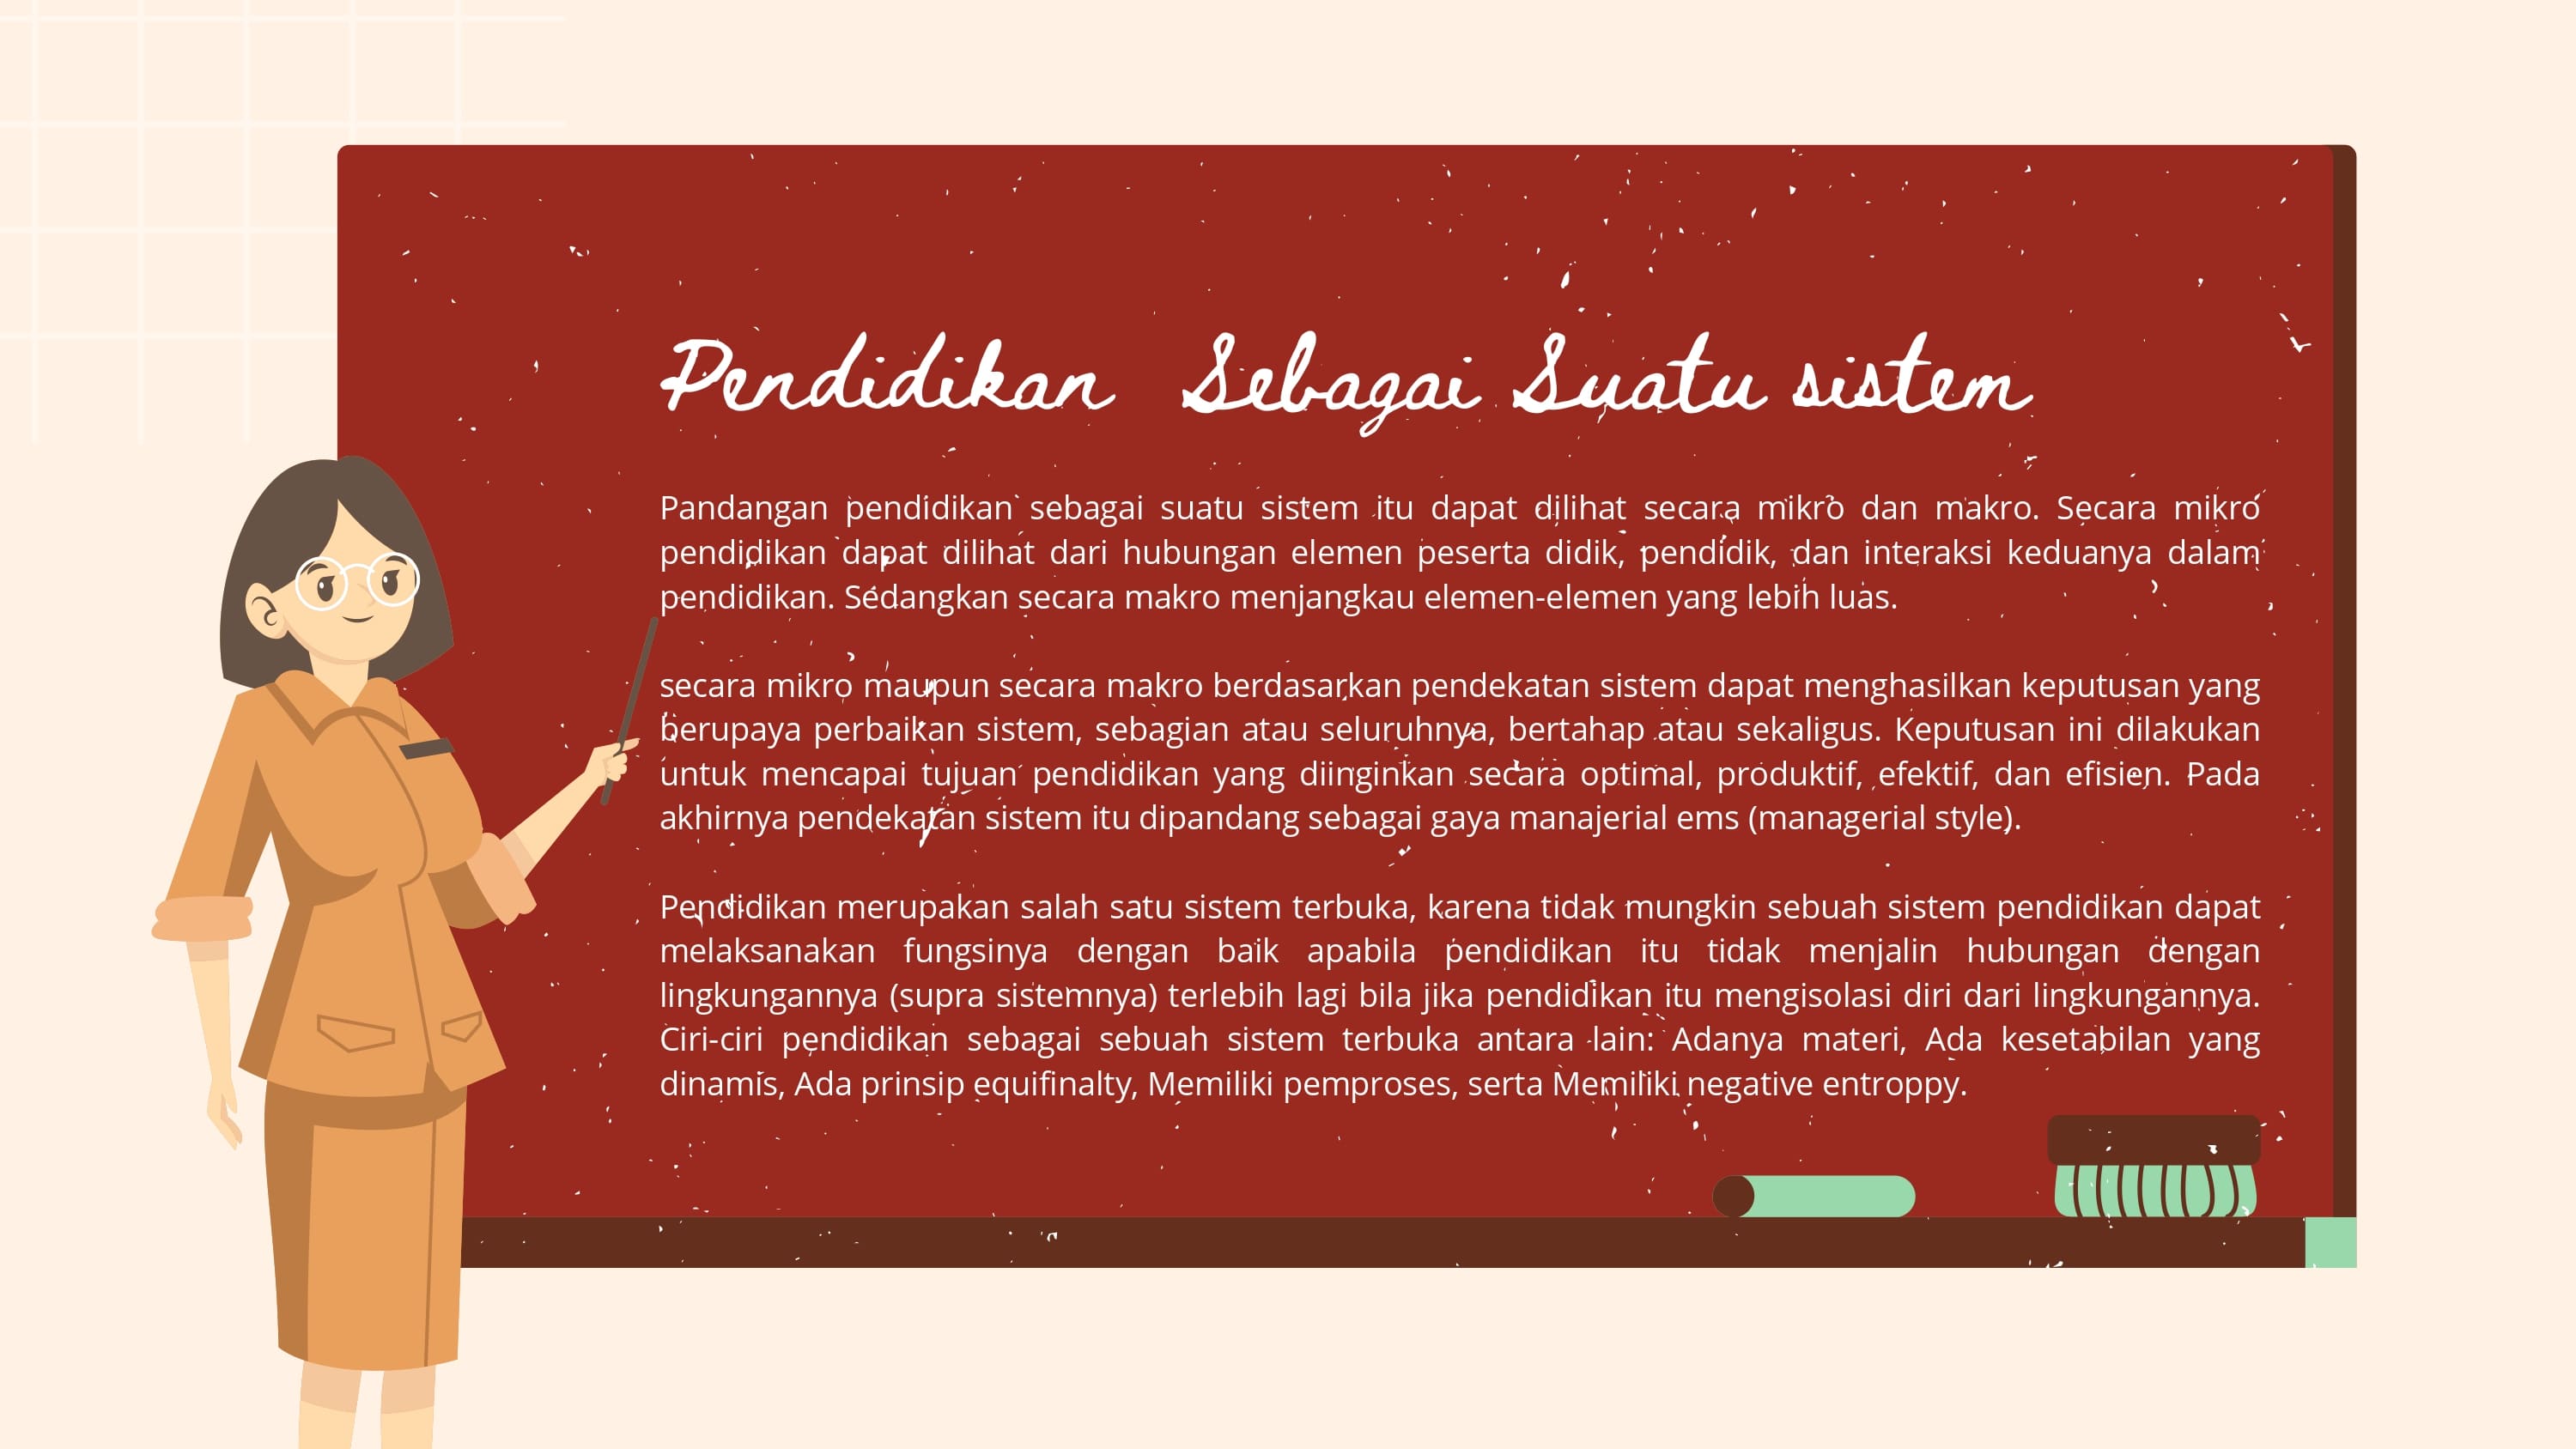 Pendidikan Sebagai Suatu sistem
Pandangan pendidikan sebagai suatu sistem itu dapat dilihat secara mikro dan makro. Secara mikro
pendidikan dapat dilihat dari hubungan elemen peserta didik, pendidik, dan interaksi keduanya dalam
pendidikan. Sedangkan secara makro menjangkau elemen-elemen yang lebih luas.
secara mikro maupun secara makro berdasarkan pendekatan sistem dapat menghasilkan keputusan yang
berupaya perbaikan sistem, sebagian atau seluruhnya, bertahap atau sekaligus. Keputusan ini dilakukan
untuk mencapai tujuan pendidikan yang diinginkan secara optimal, produktif, efektif, dan efisien. Pada
akhirnya pendekatan sistem itu dipandang sebagai gaya manajerial ems (managerial style).
Pendidikan merupakan salah satu sistem terbuka, karena tidak mungkin sebuah sistem pendidikan dapat
melaksanakan fungsinya dengan baik apabila pendidikan itu tidak menjalin hubungan dengan
lingkungannya (supra sistemnya) terlebih lagi bila jika pendidikan itu mengisolasi diri dari lingkungannya.
Ciri-ciri pendidikan sebagai sebuah sistem terbuka antara lain: Adanya materi, Ada kesetabilan yang
dinamis, Ada prinsip equifinalty, Memiliki pemproses, serta Memiliki negative entroppy.